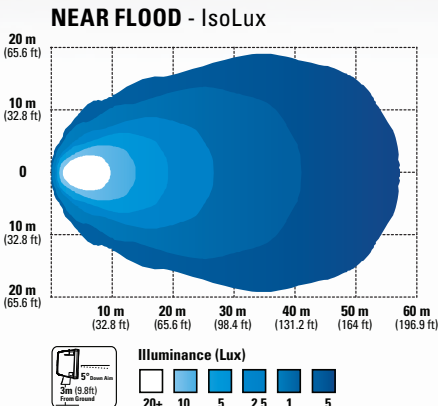 NEAR FLOOD - IsoLux
20 m
(65.6 ft)
10 m
(32.8 ft)
0
10 m
(32.8 ft)
20 m
(65.6 ft)
10 m 20 m 30 m 40 m 50 m 60 m
(32.8 ft) (65.6 ft) (98.4 ft) (131.2 ft) (164 ft) (196.9 ft)
Illuminance (Lux)
5° Down Aim
3m (9.8ft)
From Ground
20+ 10 5 2.5 1 .5